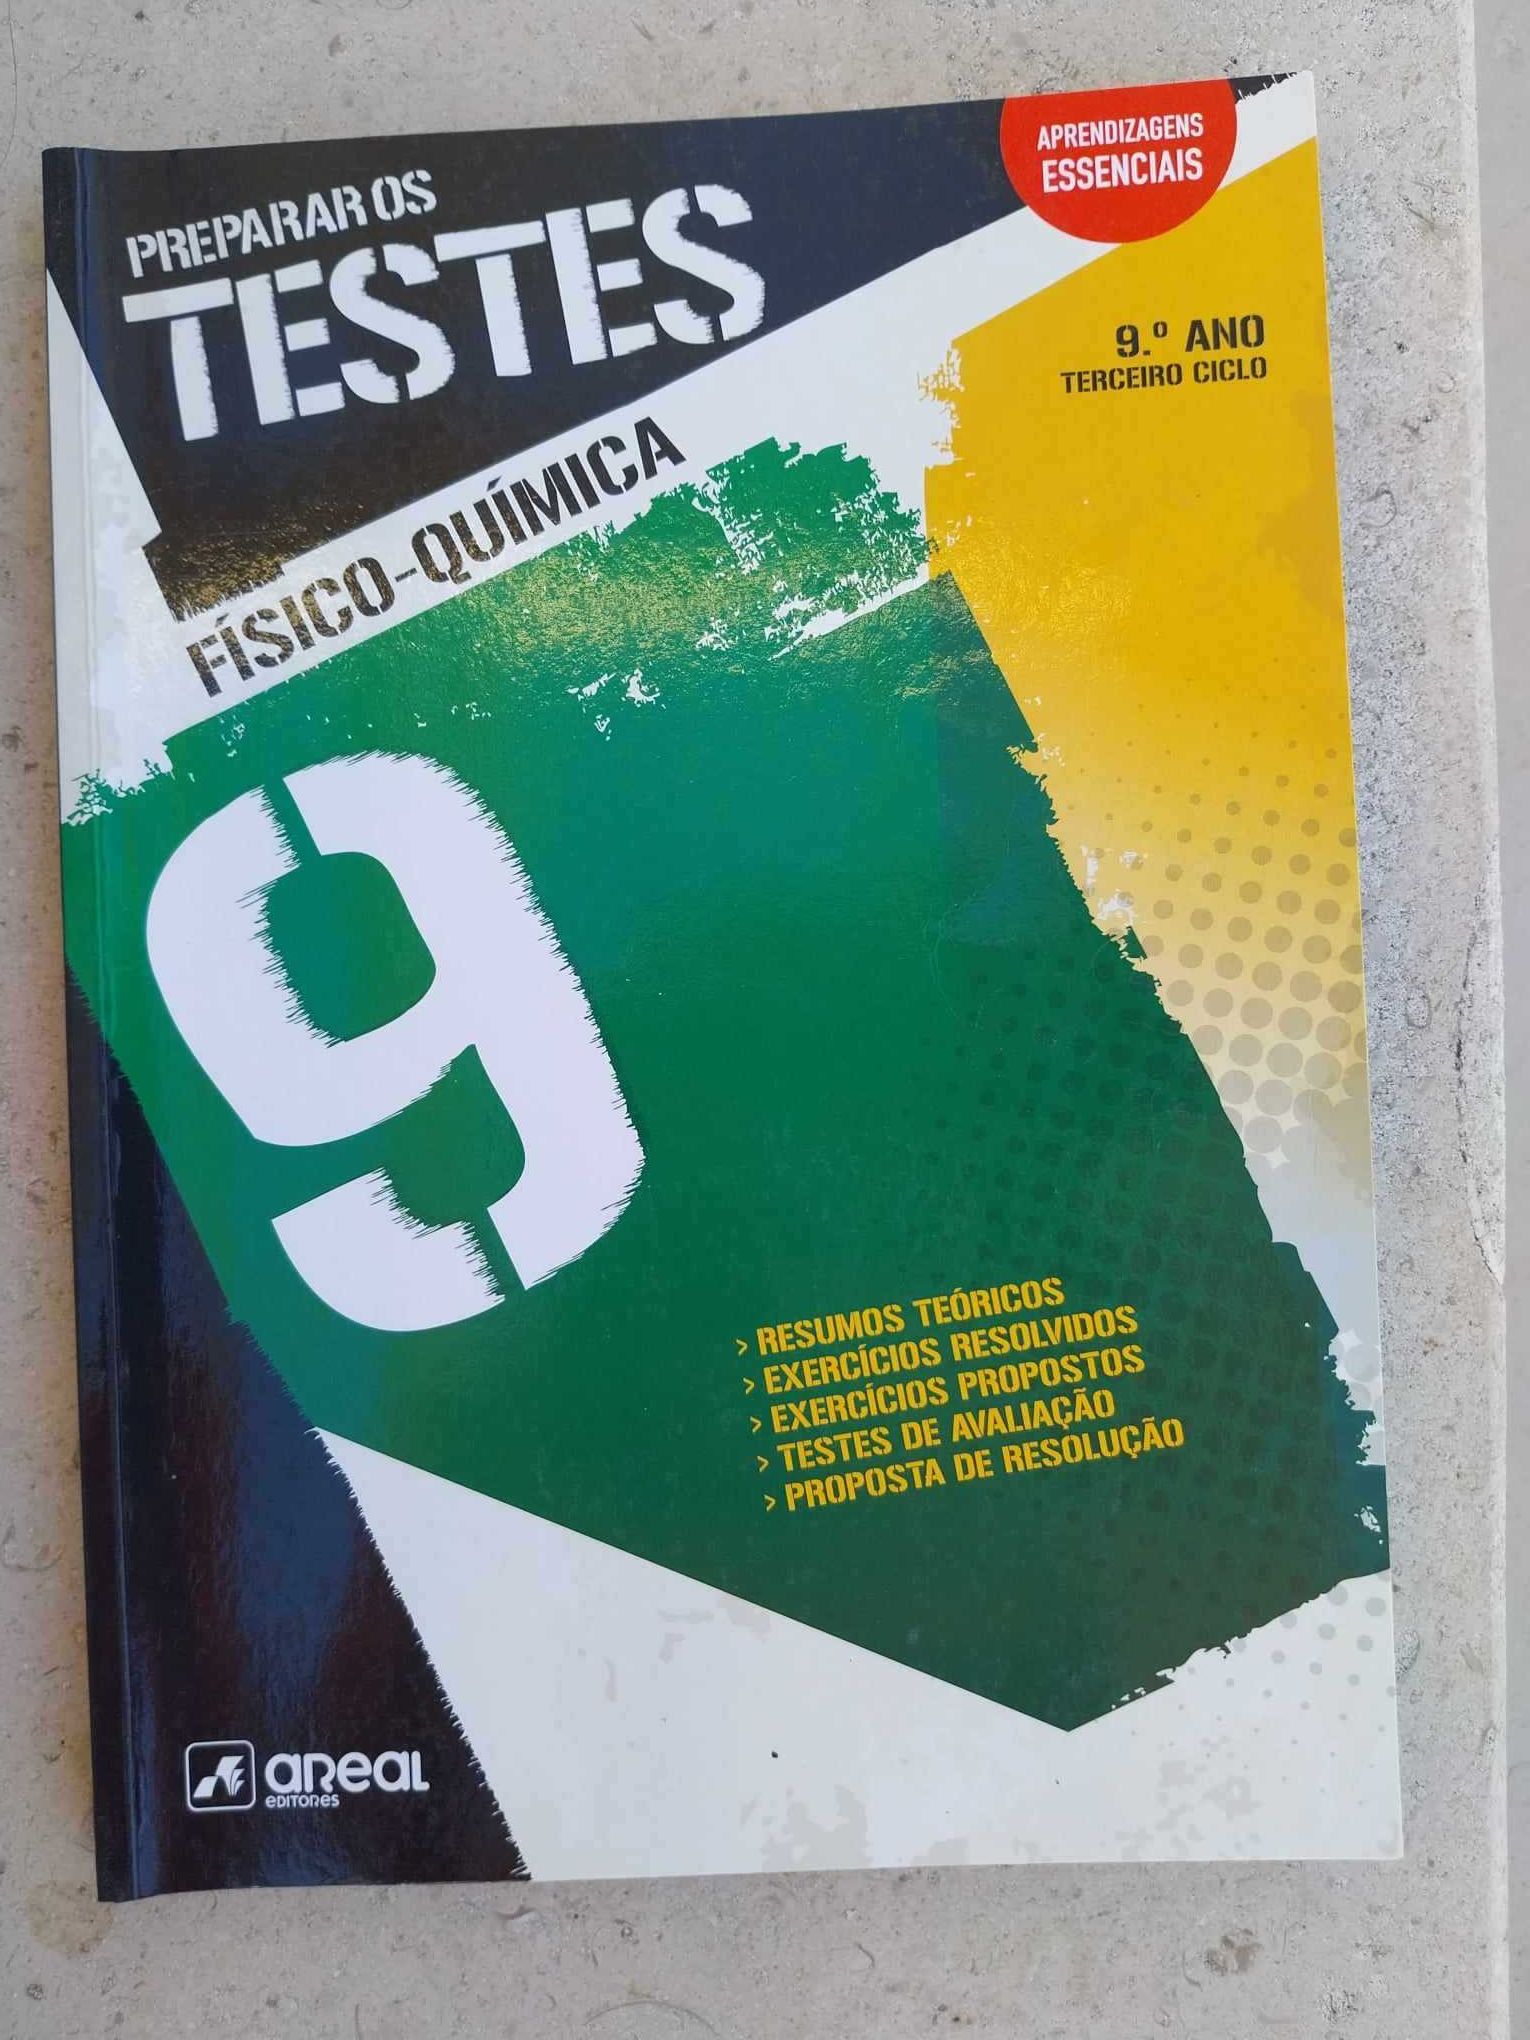 APRENDIZAGENS
ESSENCIAIS
PREPARAR OS
TESTES
9.º ANO
TERCEIRO CICLO
FÍSICO-QUÍMICA
9
> RESUMOS TEÓRICOS
> EXERCÍCIOS RESOLVIDOS
> EXERCÍCIOS PROPOSTOS
> TESTES DE AVALIAÇÃO
> PROPOSTA DE RESOLUÇÃO
aReaL
EDITORES